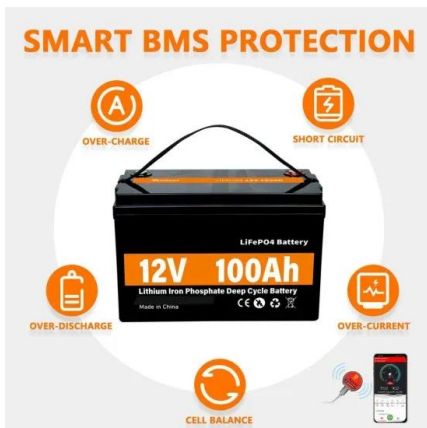 SMART BMS PROTECTION
OVER-CHARGE
SHORT CIRCUIT
LiFePO4 Battery
12V 100Ah
Lithium Iron Phosphate Deep Cycle Battery
Made in China
CE
OVER-DISCHARGE
OVER-CURRENT
CELL BALANCE